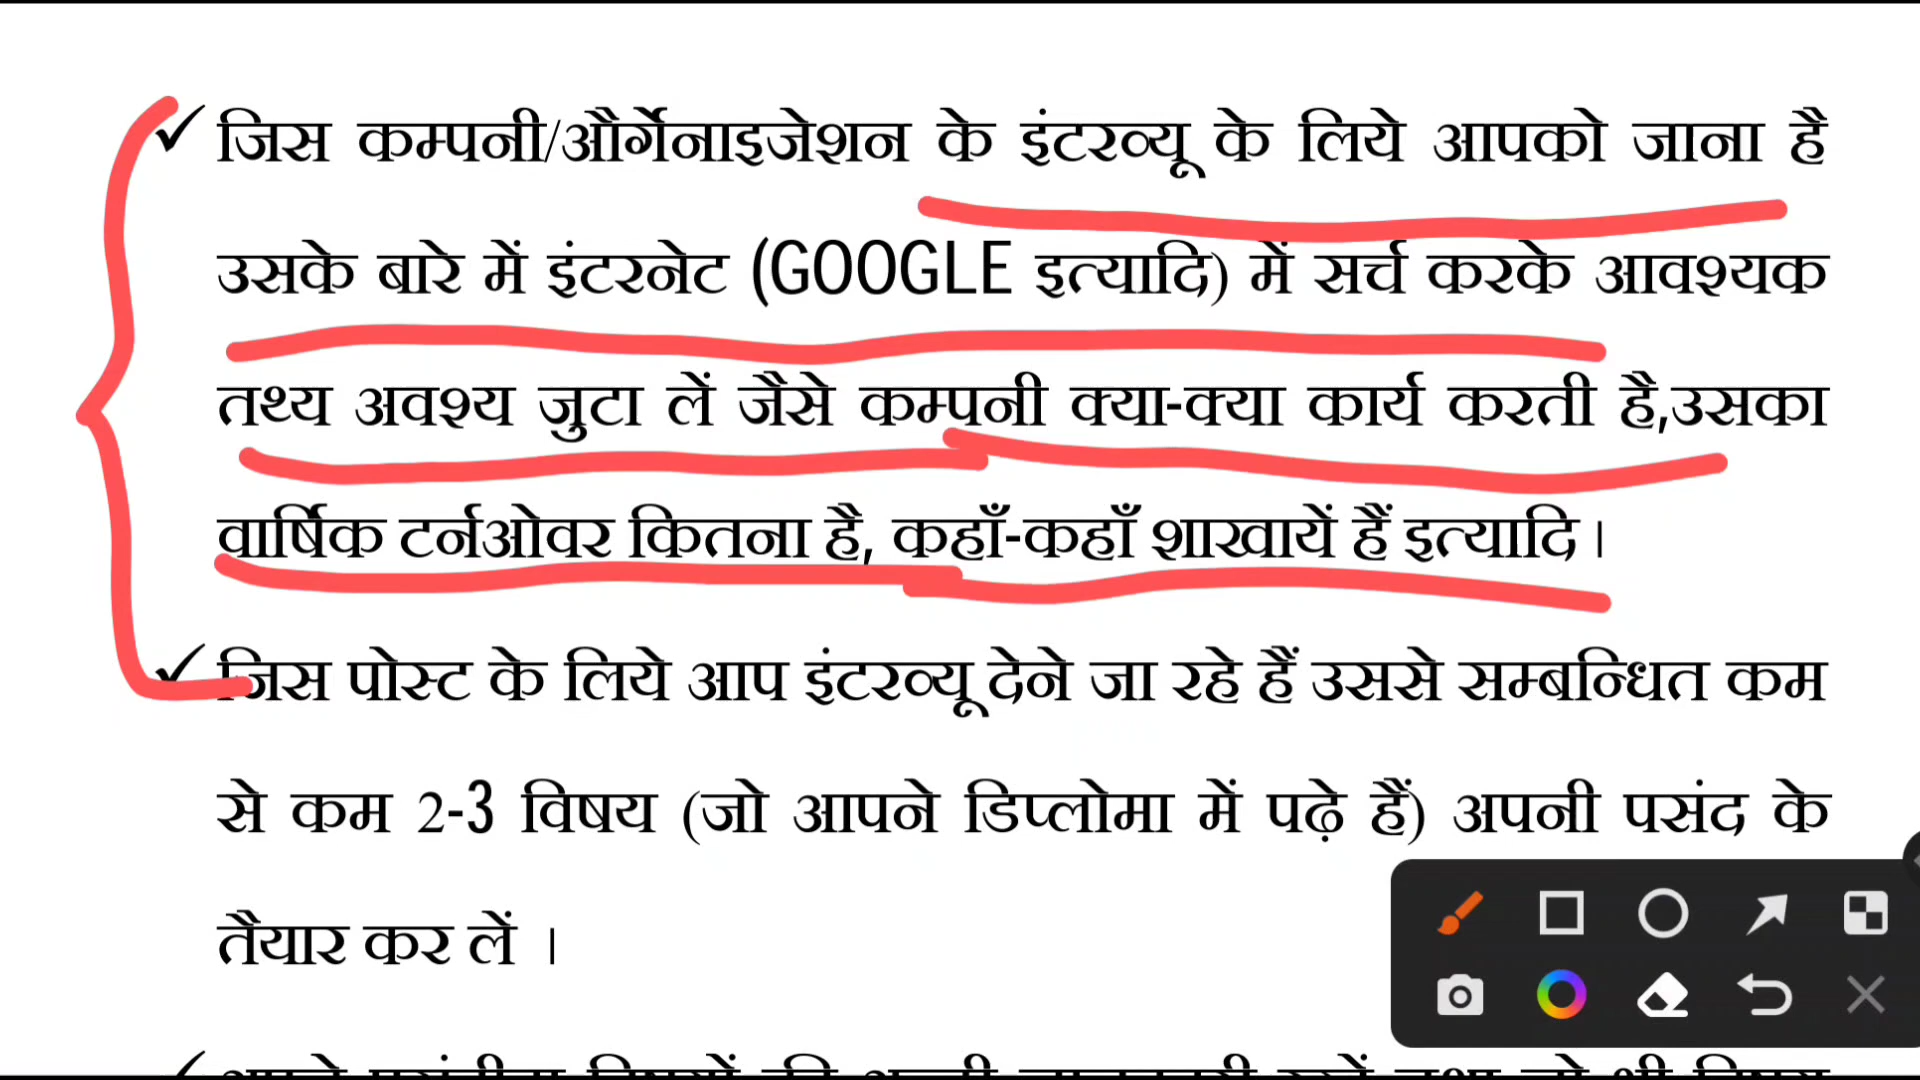 जिस कम्पनी/और्गेनाइजेशन के इंटरव्यू के लिये आपको जाना है
उसके बारे में इंटरनेट (GOOGLE इत्यादि) में सर्च करके आवश्यक
तथ्य अवश्य जुटा लें जैसे कम्पनी क्या-क्या कार्य करती है,उसका
वार्षिक टर्नओवर कितना है, कहाँ-कहाँ शाखायें हैं इत्यादि।
जिस पोस्ट के लिये आप इंटरव्यू देने जा रहे हैं उससे सम्बन्धित कम
से कम 2-3 विषय (जो आपने डिप्लोमा में पढ़े हैं) अपनी पसंद के
तैयार कर लें ।